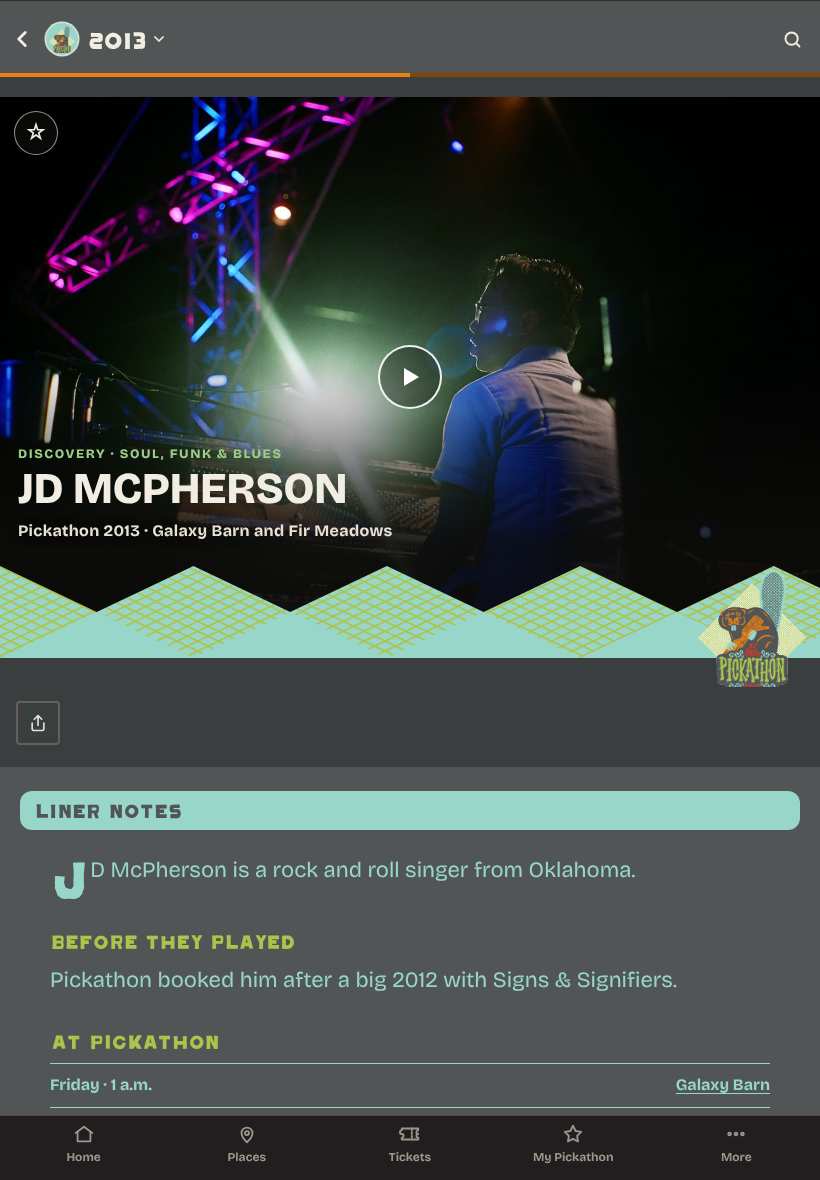 2013
DISCOVERY · SOUL, FUNK & BLUES
JD MCPHERSON
Pickathon 2013 · Galaxy Barn and Fir Meadows
PICKATHON
LINER NOTES
JD McPherson is a rock and roll singer from Oklahoma.
BEFORE THEY PLAYED
Pickathon booked him after a big 2012 with Signs & Signifiers.
AT PICKATHON
Friday · 1 a.m. Galaxy Barn
Home Places Tickets My Pickathon More